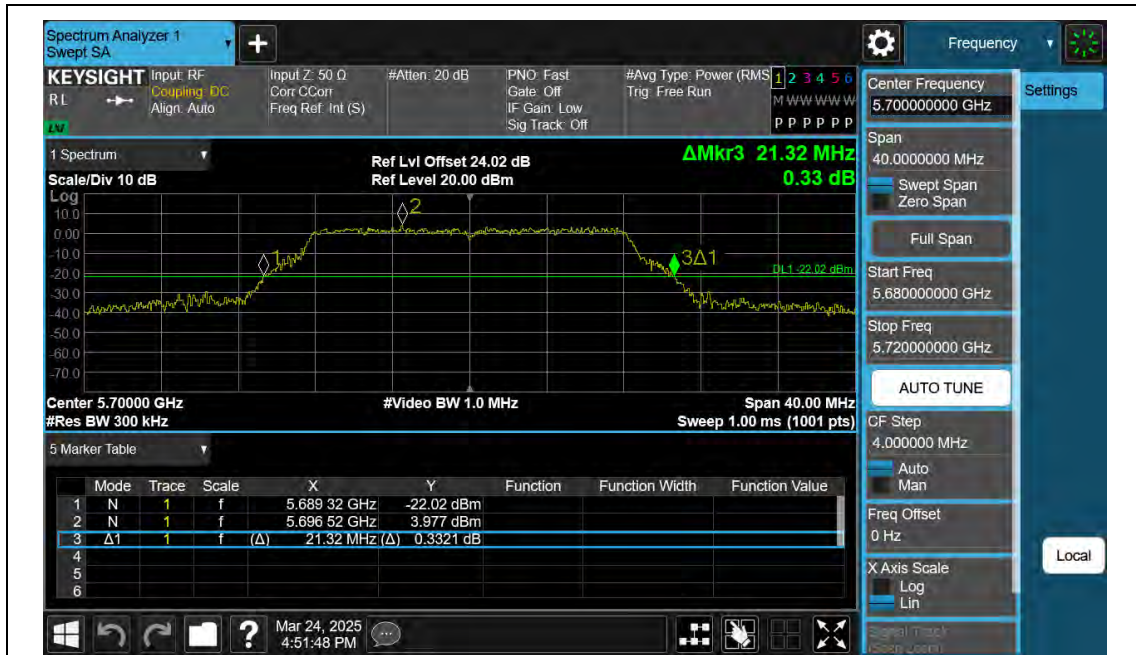 Spectrum Analyzer 1
Swept SA
Frequency
KEYSIGHT
RL
LXI
Input: RF
Coupling: DC
Align: Auto
Input Z: 50 Ω
Corr CCorr
Freq Ref: Int (S)
#Atten: 20 dB
PNO: Fast
Gate: Off
IF Gain: Low
Sig Track: Off
#Avg Type: Power (RMS
Trig: Free Run
1 2 3 4 5 6
M W W W W W
P P P P P P
1 Spectrum
Scale/Div 10 dB
Ref Lvl Offset 24.02 dB
Ref Level 20.00 dBm
ΔMkr3 21.32 MHz
0.33 dB
Log
10.0
0.00
-10.0
-20.0
-30.0
-40.0
-50.0
-60.0
-70.0
1
2
3Δ1
DL1 -22.02 dBm
Center 5.70000 GHz
#Res BW 300 kHz
#Video BW 1.0 MHz
Span 40.00 MHz
Sweep 1.00 ms (1001 pts)
5 Marker Table
Mode Trace Scale X Y Function Function Width Function Value
1 N 1 f 5.689 32 GHz -22.02 dBm
2 N 1 f 5.696 52 GHz 3.977 dBm
3 Δ1 1 f (Δ) 21.32 MHz (Δ) 0.3321 dB
4
5
6
Mar 24, 2025
4:51:48 PM
Center Frequency
5.700000000 GHz
Span
40.0000000 MHz
Swept Span
Zero Span
Full Span
Start Freq
5.680000000 GHz
Stop Freq
5.720000000 GHz
AUTO TUNE
CF Step
4.000000 MHz
Auto
Man
Freq Offset
0 Hz
X Axis Scale
Log
Lin
Signal Track
(Span Zoom)
Settings
Local